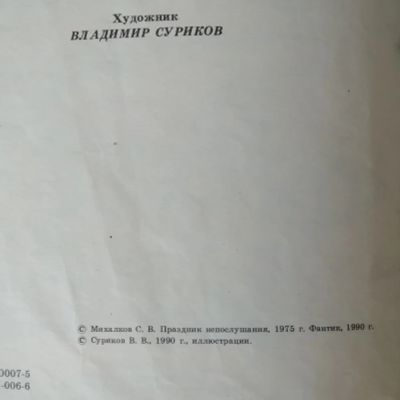 Художник
ВЛАДИМИР СУРИКОВ
© Михалков С. В. Праздник непослушания, 1975 г. Фантик, 1990 г.
© Суриков В. В., 1990 г., иллюстрации.
0007-5
-006-6